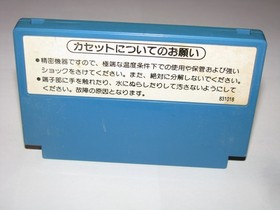 カセットについてのお願い
●精密機器ですので、極端な温度条件下での使用や保管および強い
ショックをさけてください。また、絶対に分解しないでください。
●端子部に手を触れたり、水にぬらしたりして汚さないようにして
ください。故障の原因となります。
831018